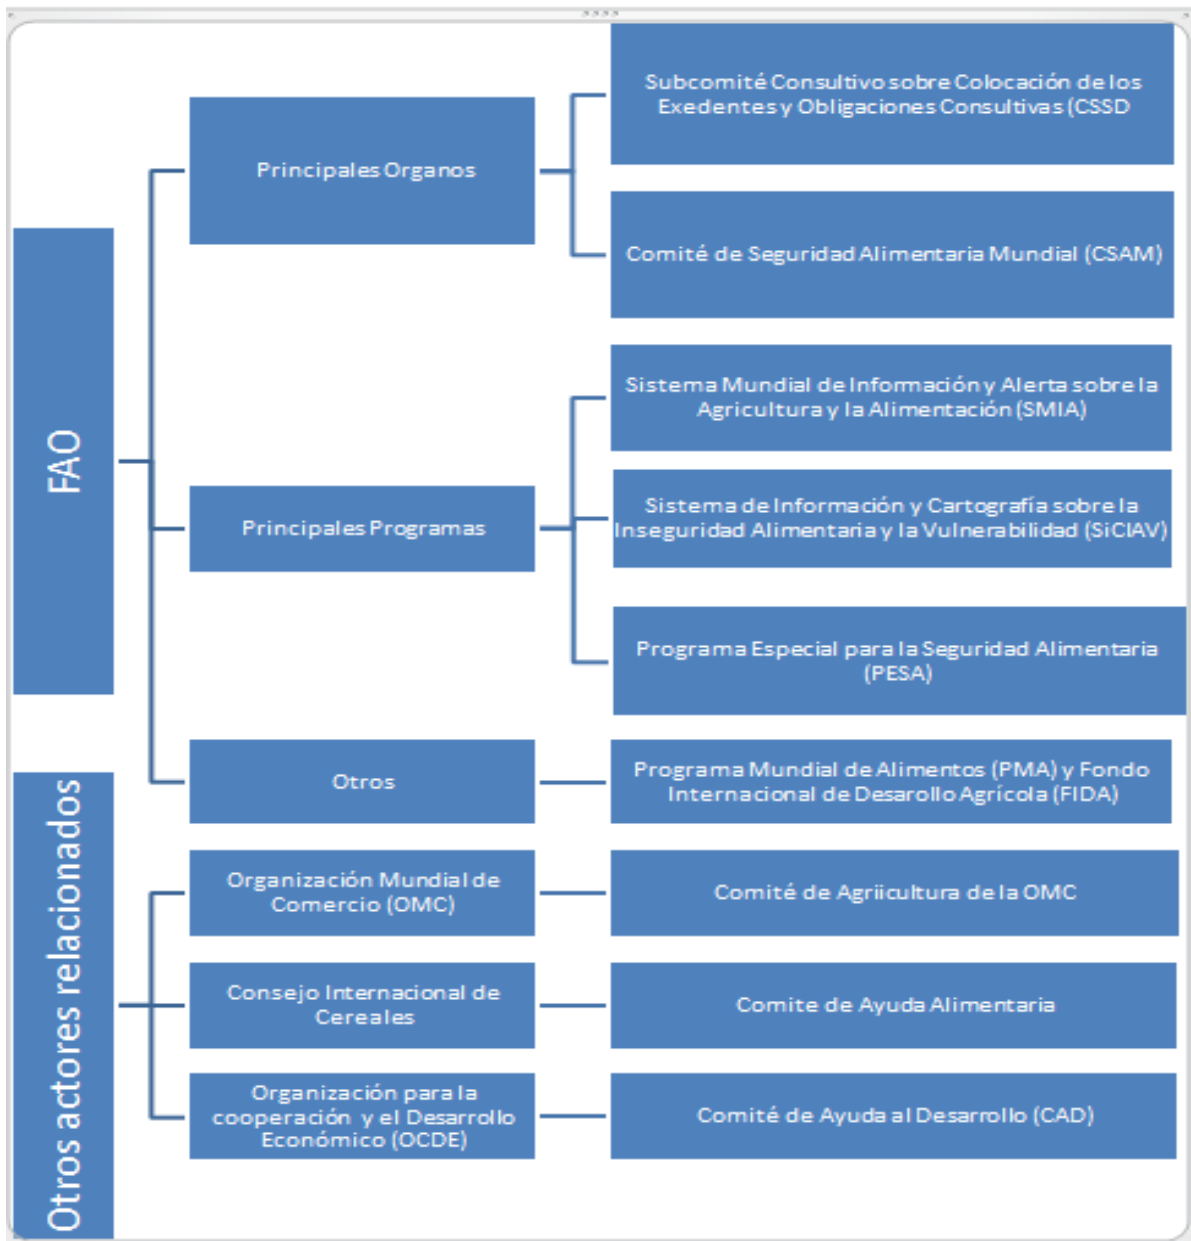 FAO
Principales Organos
Subcomité Consultivo sobre Colocación de los
Exedentes y Obligaciones Consultivas (CSSD
Comité de Seguridad Alimentaria Mundial (CSAM)
Principales Programas
Sistema Mundial de Información y Alerta sobre la
Agricultura y la Alimentación (SMIA)
Sistema de Información y Cartografía sobre la
Inseguridad Alimentaria y la Vulnerabilidad (SiCIAV)
Programa Especial para la Seguridad Alimentaria
(PESA)
Otros
Programa Mundial de Alimentos (PMA) y Fondo
Internacional de Desarollo Agrícola (FIDA)
Otros actores relacionados
Organización Mundial de
Comercio (OMC)
Comité de Agriicultura de la OMC
Consejo Internacional de
Cereales
Comite de Ayuda Alimentaria
Organización para la
cooperación y el Desarrollo
Económico (OCDE)
Comité de Ayuda al Desarrollo (CAD)